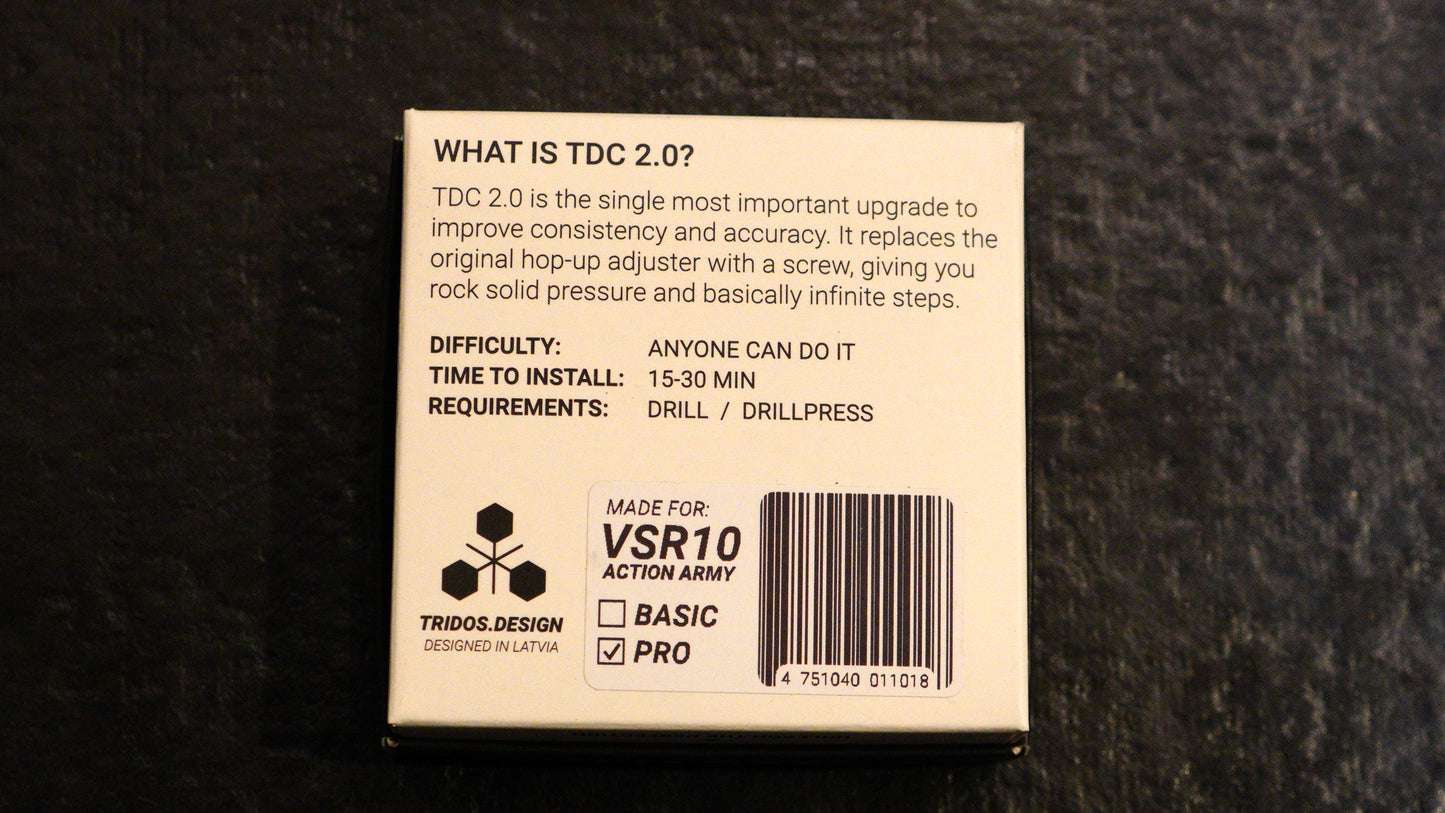 WHAT IS TDC 2.0?
TDC 2.0 is the single most important upgrade to
improve consistency and accuracy. It replaces the
original hop-up adjuster with a screw, giving you
rock solid pressure and basically infinite steps.
DIFFICULTY: ANYONE CAN DO IT
TIME TO INSTALL: 15-30 MIN
REQUIREMENTS: DRILL / DRILLPRESS
TRIDOS.DESIGN
DESIGNED IN LATVIA
MADE FOR:
VSR10
ACTION ARMY
BASIC
PRO
4 751040 011018